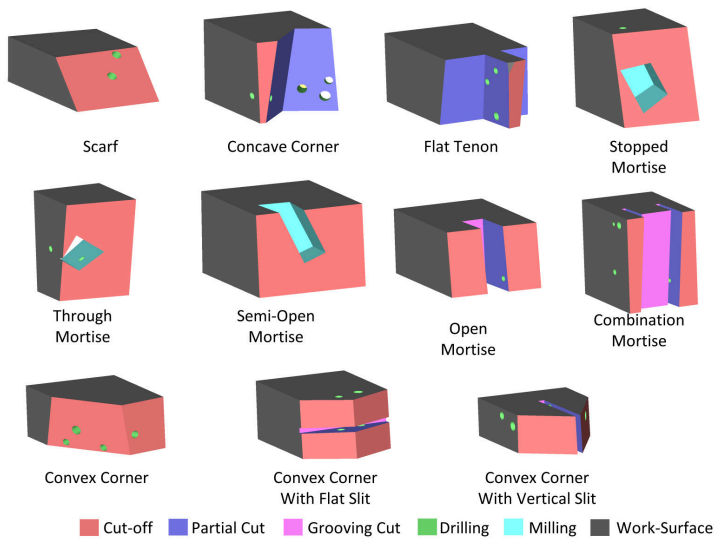 Scarf
Concave Corner
Flat Tenon
Stopped
Mortise
Through
Mortise
Semi-Open
Mortise
Open
Mortise
Combination
Mortise
Convex Corner
Convex Corner
With Flat Slit
Convex Corner
With Vertical Slit
Cut-off Partial Cut Grooving Cut Drilling Milling Work-Surface